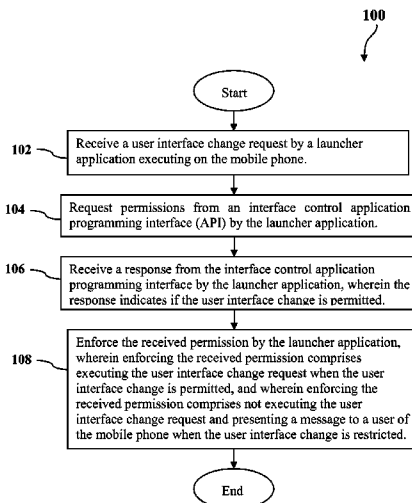 100
Start
102
Receive a user interface change request by a launcher
application executing on the mobile phone.
104
Request permissions from an interface control application
programming interface (API) by the launcher application.
106
Receive a response from the interface control application
programming interface by the launcher application, wherein the
response indicates if the user interface change is permitted.
108
Enforce the received permission by the launcher application,
wherein enforcing the received permission comprises
executing the user interface change request when the user
interface change is permitted, and wherein enforcing the
received permission comprises not executing the user
interface change request and presenting a message to a user of
the mobile phone when the user interface change is restricted.
End